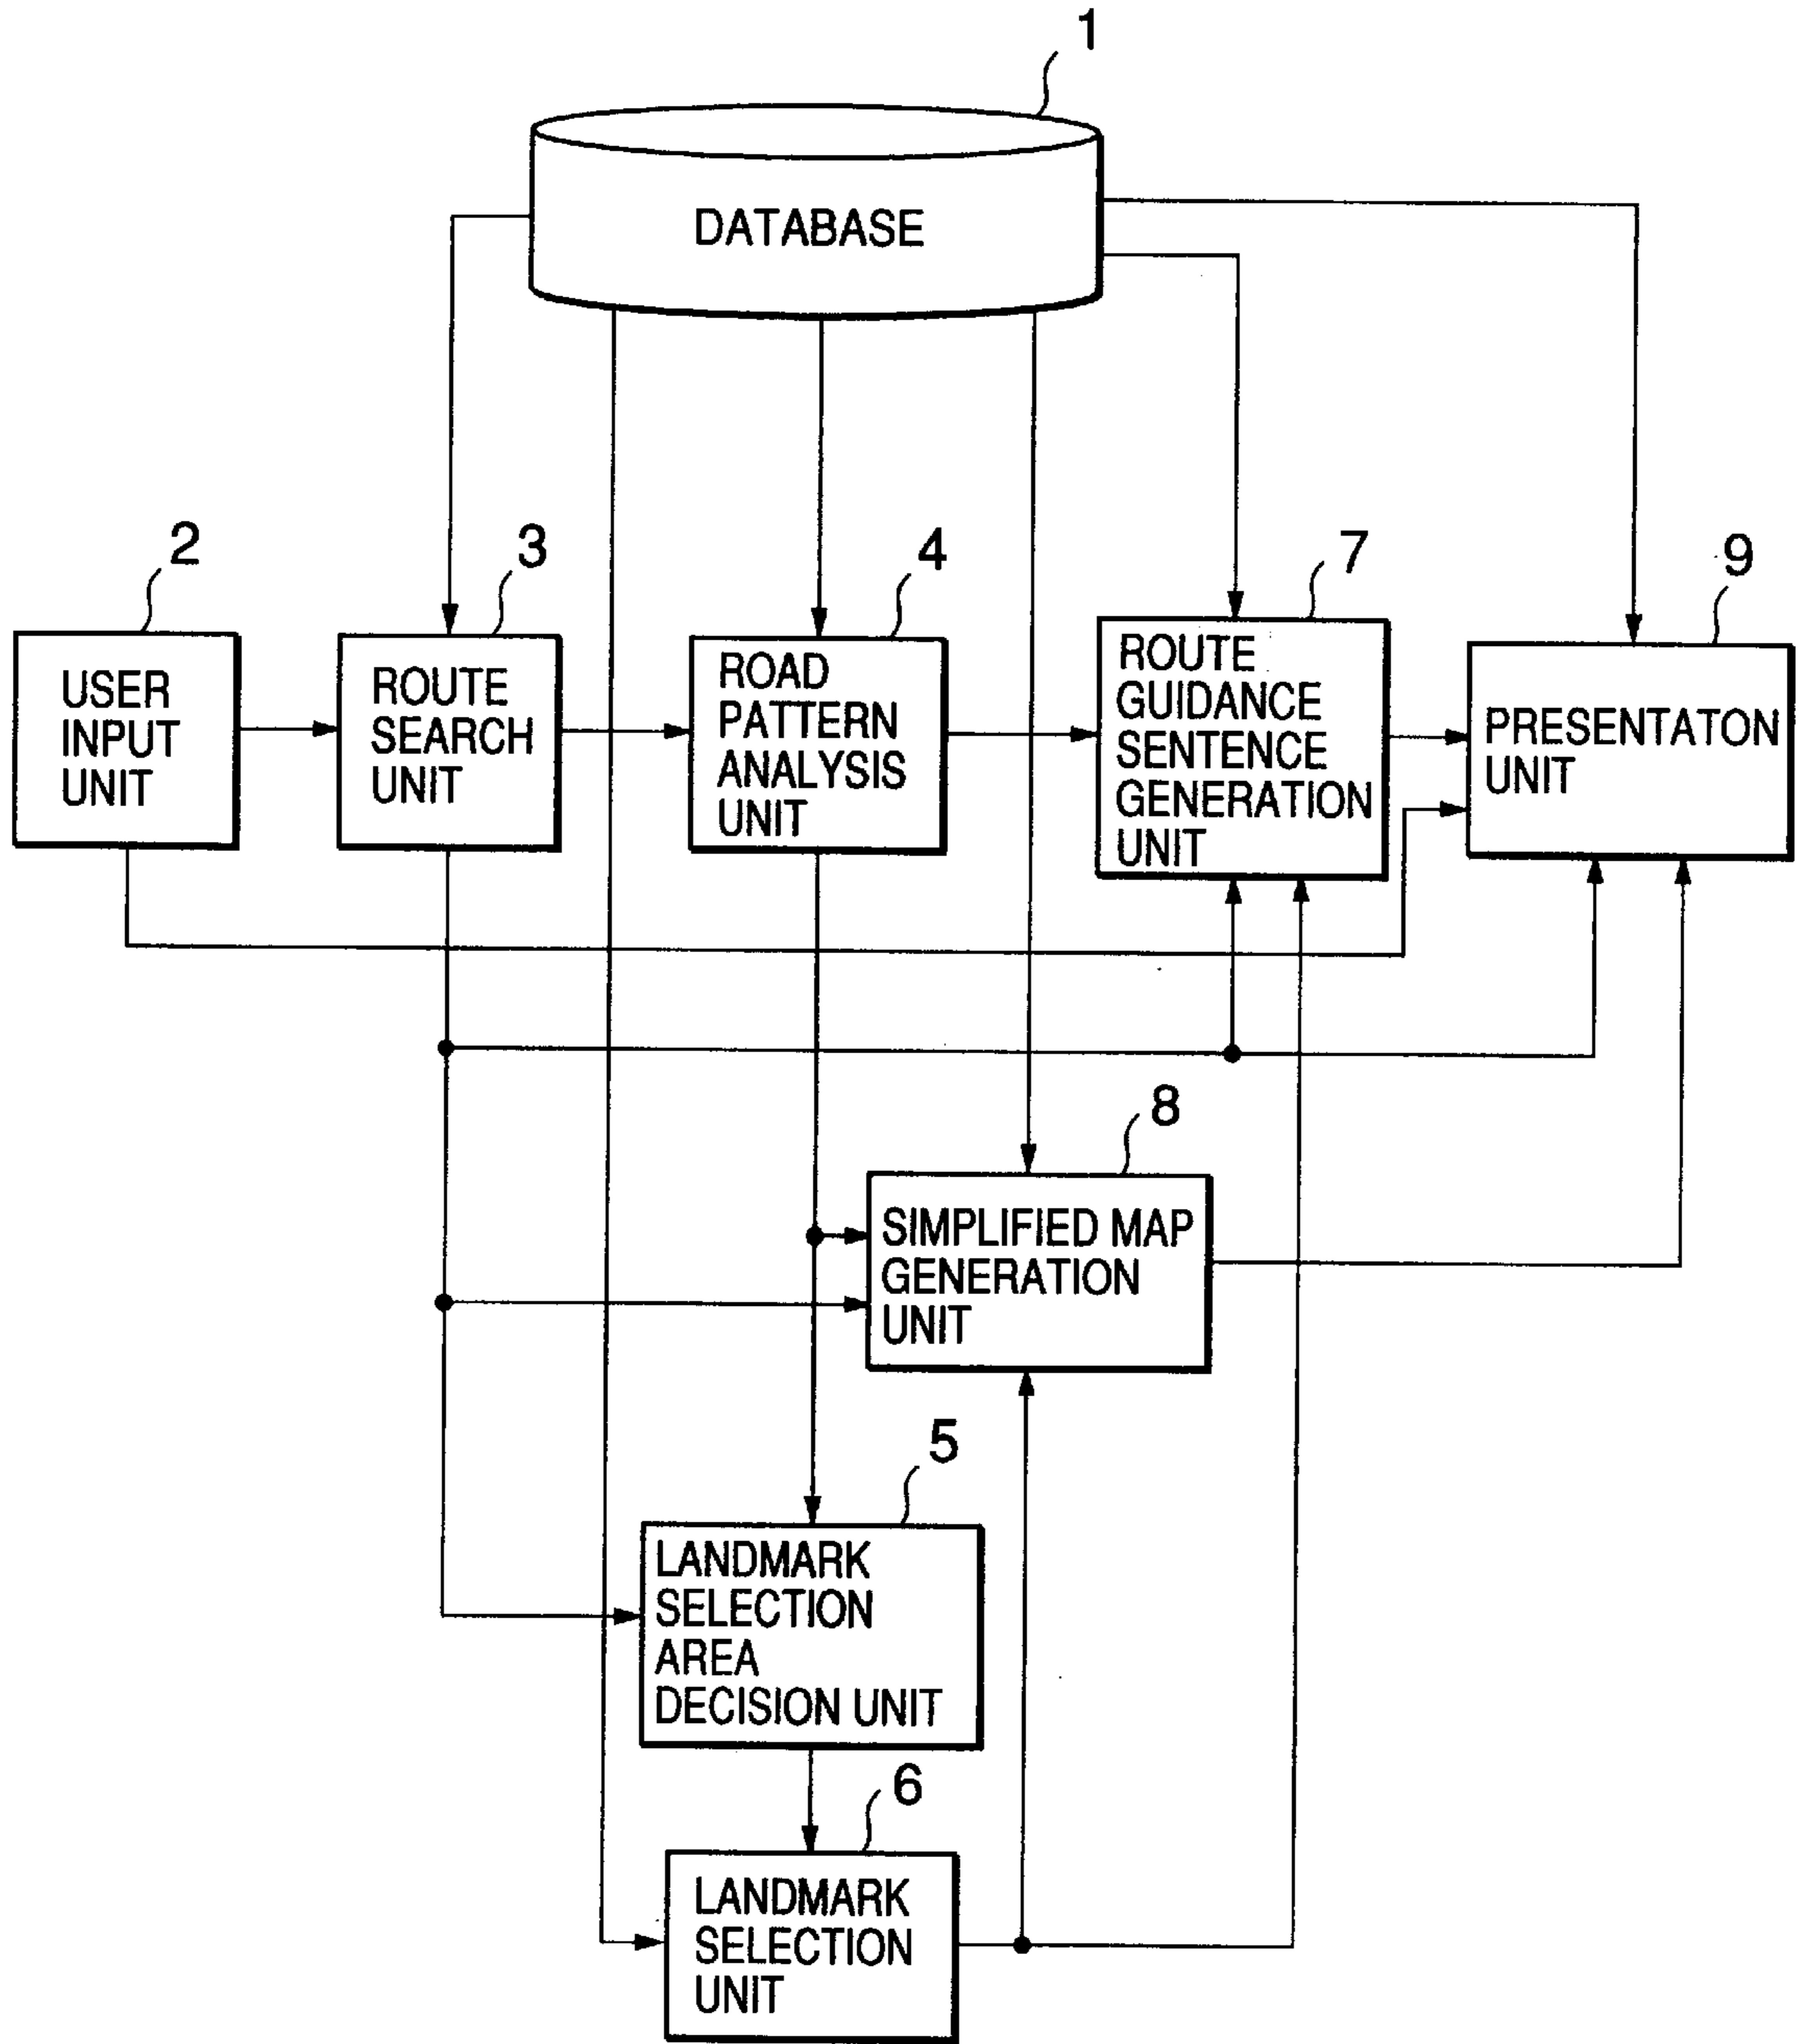 1
DATABASE
2
3
4
7
9
USER
INPUT
UNIT
ROUTE
SEARCH
UNIT
ROAD
PATTERN
ANALYSIS
UNIT
ROUTE
GUIDANCE
SENTENCE
GENERATION
UNIT
PRESENTATON
UNIT
8
SIMPLIFIED MAP
GENERATION
UNIT
5
LANDMARK
SELECTION
AREA
DECISION UNIT
6
LANDMARK
SELECTION
UNIT